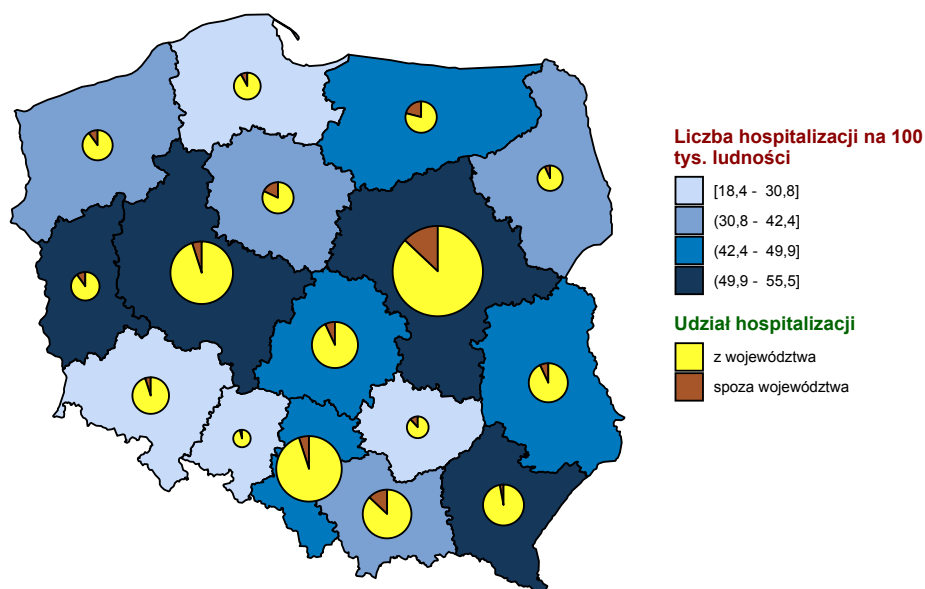 Liczba hospitalizacji na 100
tys. ludności
[18,4 - 30,8]
(30,8 - 42,4]
(42,4 - 49,9]
(49,9 - 55,5]
Udział hospitalizacji
z województwa
spoza województwa